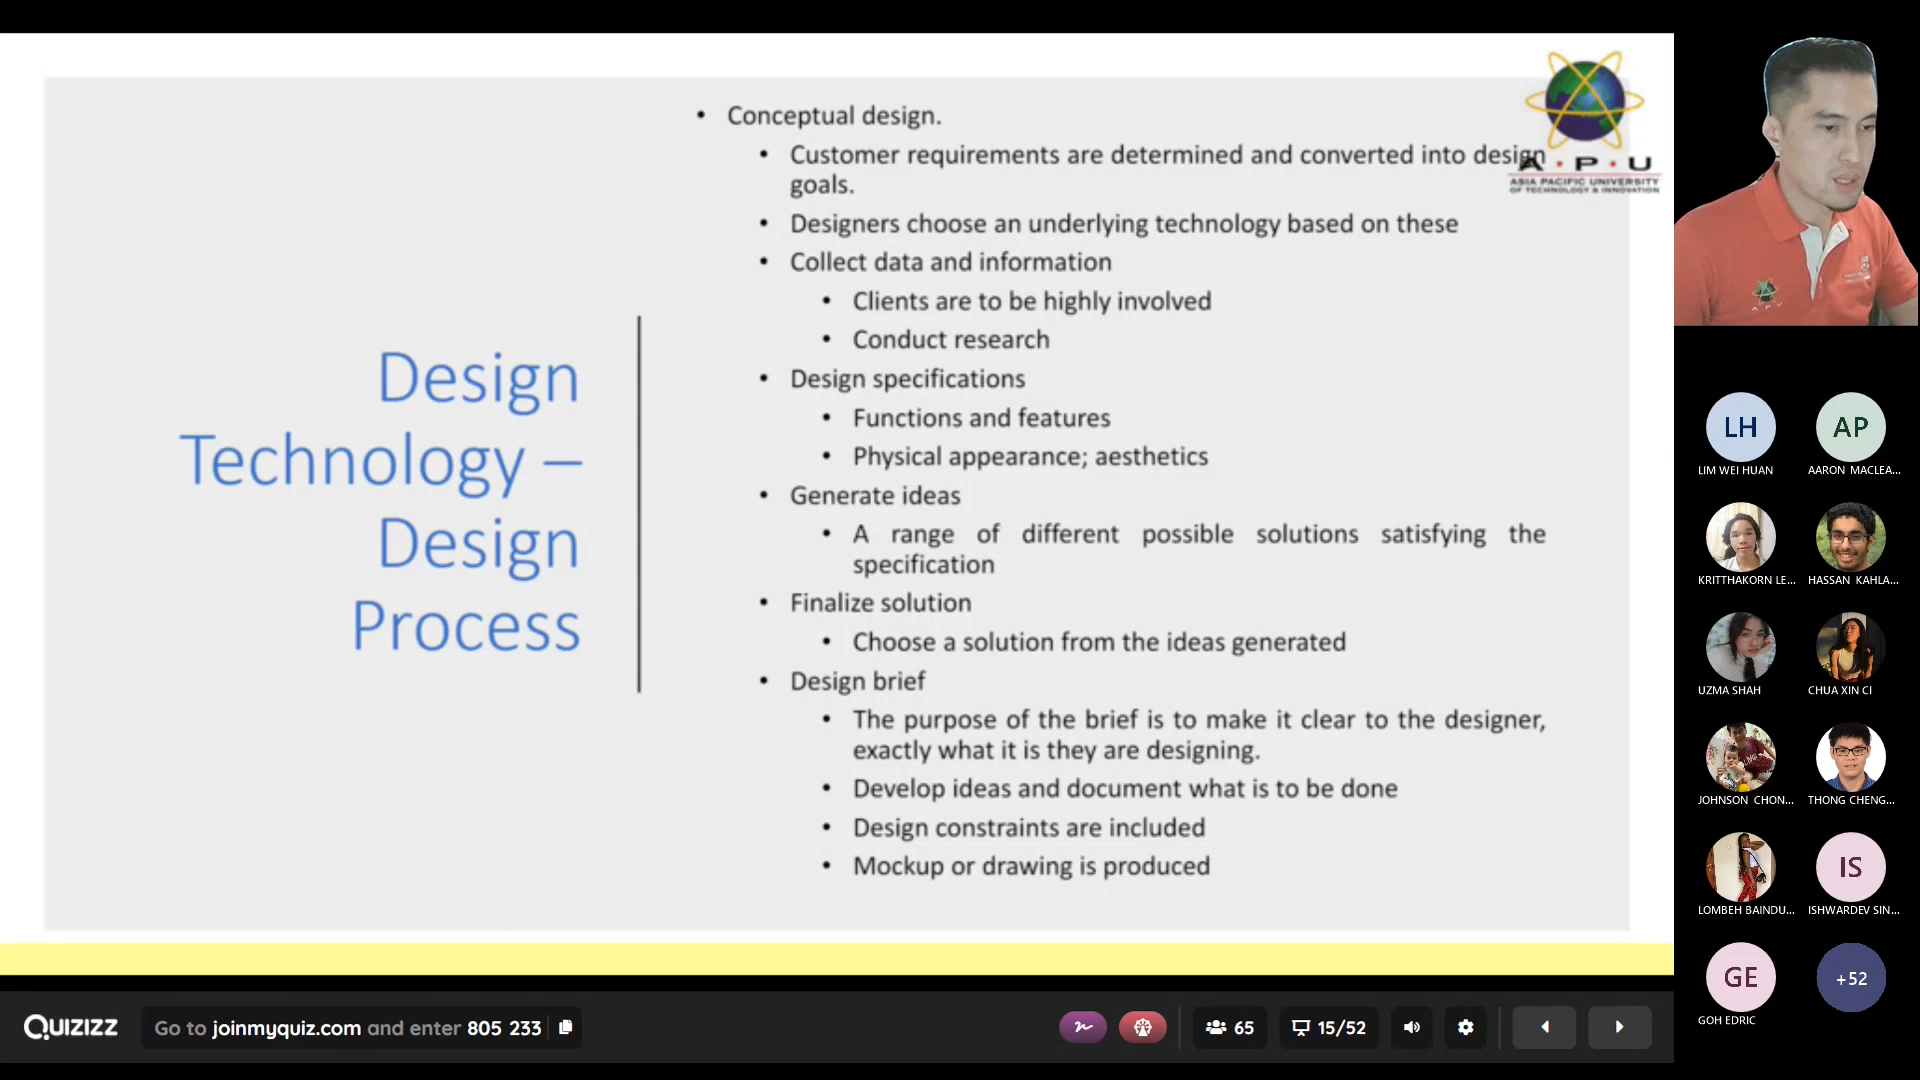 Design
Technology –
Design
Process
• Conceptual design.
• Customer requirements are determined and converted into design
goals.
• Designers choose an underlying technology based on these
• Collect data and information
• Clients are to be highly involved
• Conduct research
• Design specifications
• Functions and features
• Physical appearance; aesthetics
• Generate ideas
• A range of different possible solutions satisfying the
specification
• Finalize solution
• Choose a solution from the ideas generated
• Design brief
• The purpose of the brief is to make it clear to the designer,
exactly what it is they are designing.
• Develop ideas and document what is to be done
• Design constraints are included
• Mockup or drawing is produced
A · P · U
ASIA PACIFIC UNIVERSITY
OF TECHNOLOGY & INNOVATION
LH
AP
LIM WEI HUAN
AARON MACLEA...
KRITTHAKORN LE...
HASSAN KAHLA...
UZMA SHAH
CHUA XIN CI
JOHNSON CHON...
THONG CHENG...
IS
LOMBEH BAINDU...
ISHWARDEV SIN...
GE
+52
GOH EDRIC
QUIZIZZ
Go to joinmyquiz.com and enter 805 233
65
15/52